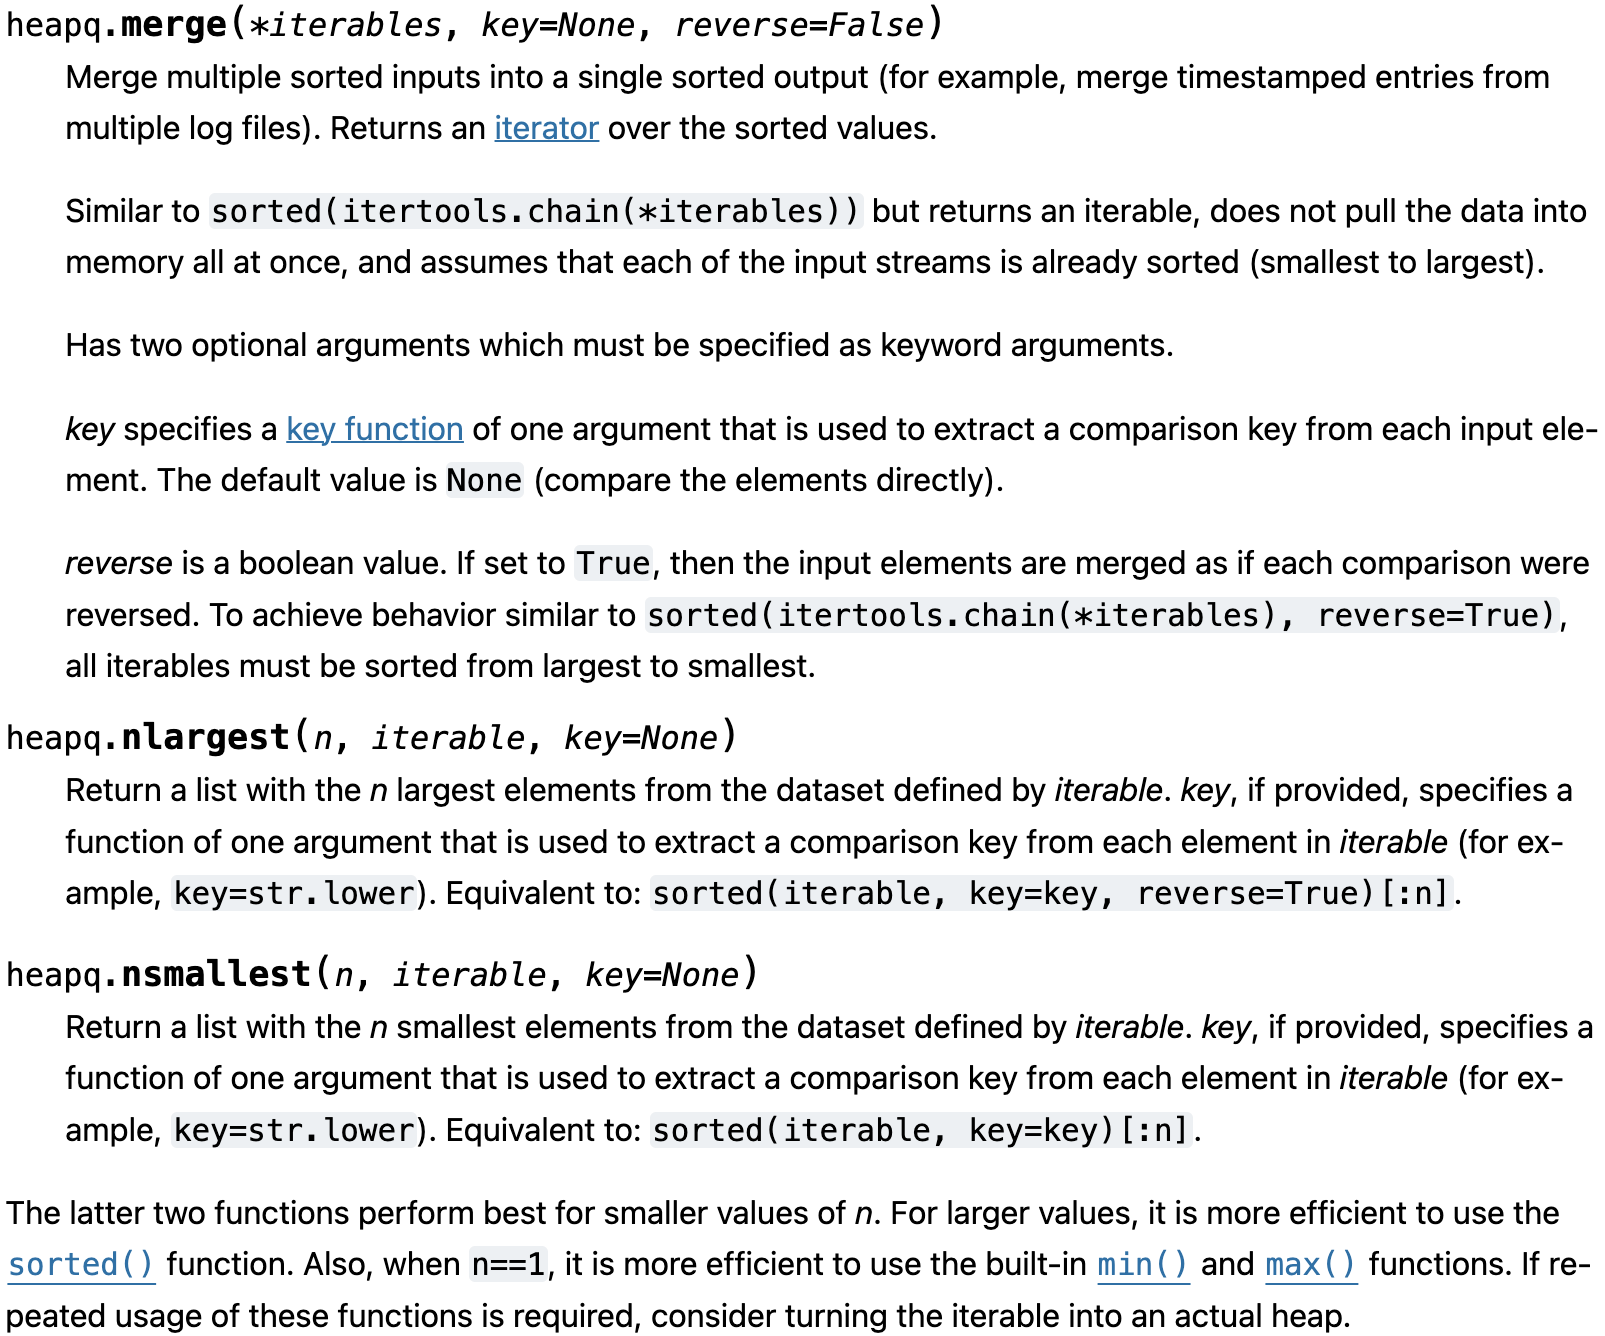 heapq.merge(*iterables, key=None, reverse=False)
Merge multiple sorted inputs into a single sorted output (for example, merge timestamped entries from
multiple log files). Returns an iterator over the sorted values.
Similar to sorted(itertools.chain(*iterables)) but returns an iterable, does not pull the data into
memory all at once, and assumes that each of the input streams is already sorted (smallest to largest).
Has two optional arguments which must be specified as keyword arguments.
key specifies a key function of one argument that is used to extract a comparison key from each input ele-
ment. The default value is None (compare the elements directly).
reverse is a boolean value. If set to True, then the input elements are merged as if each comparison were
reversed. To achieve behavior similar to sorted(itertools.chain(*iterables), reverse=True),
all iterables must be sorted from largest to smallest.
heapq.nlargest(n, iterable, key=None)
Return a list with the n largest elements from the dataset defined by iterable. key, if provided, specifies a
function of one argument that is used to extract a comparison key from each element in iterable (for ex-
ample, key=str.lower). Equivalent to: sorted(iterable, key=key, reverse=True)[:n].
heapq.nsmallest(n, iterable, key=None)
Return a list with the n smallest elements from the dataset defined by iterable. key, if provided, specifies a
function of one argument that is used to extract a comparison key from each element in iterable (for ex-
ample, key=str.lower). Equivalent to: sorted(iterable, key=key)[:n].
The latter two functions perform best for smaller values of n. For larger values, it is more efficient to use the
sorted() function. Also, when n==1, it is more efficient to use the built-in min() and max() functions. If re-
peated usage of these functions is required, consider turning the iterable into an actual heap.